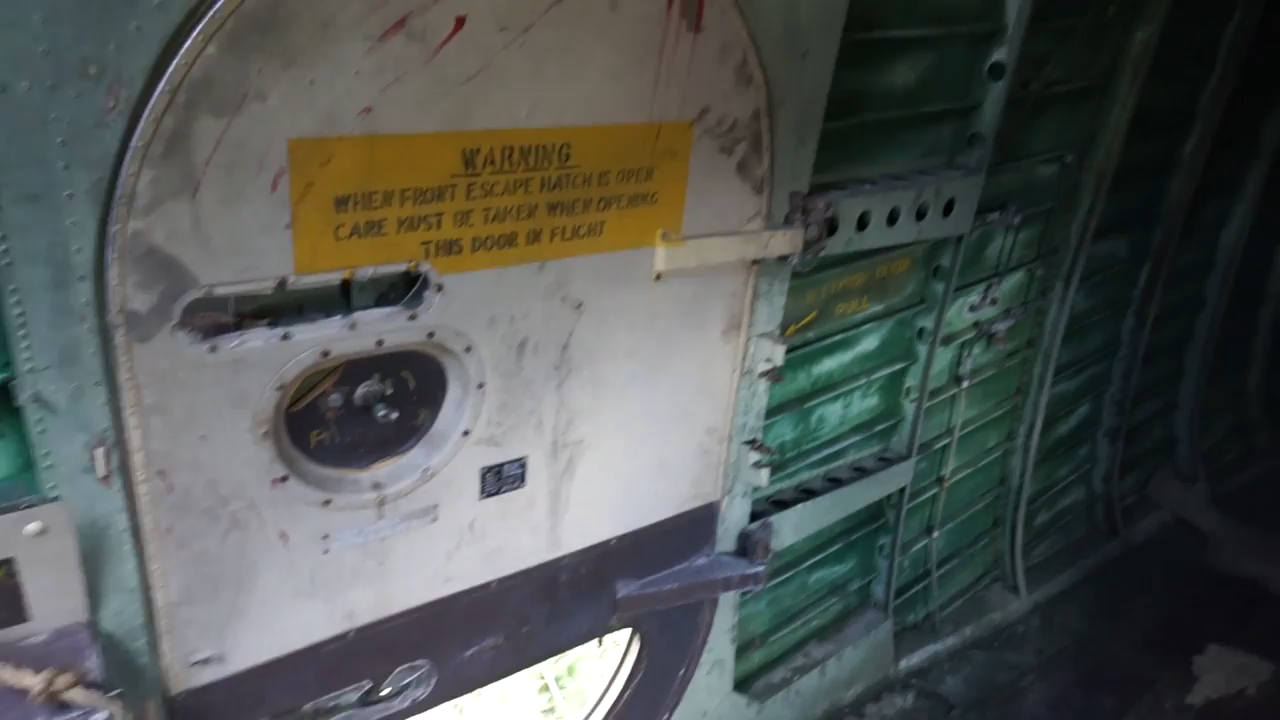 WARNING
WHEN FRONT ESCAPE HATCH IS OPEN
CARE MUST BE TAKEN WHEN OPENING
THIS DOOR IN FLIGHT
PULL